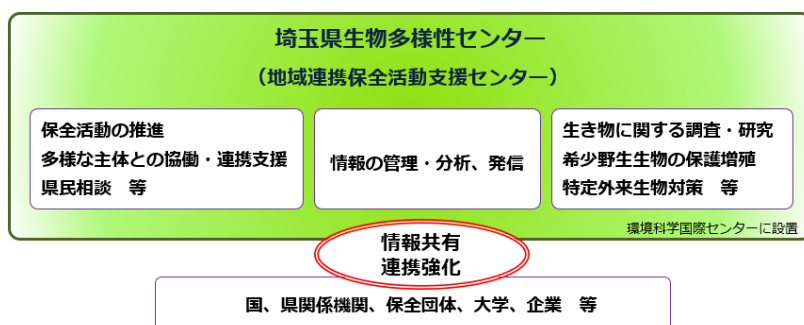 埼玉県生物多様性センター
（地域連携保全活動支援センター）
保全活動の推進
多様な主体との協働・連携支援
県民相談　等
情報の管理・分析、発信
生き物に関する調査・研究
希少野生生物の保護増殖
特定外来生物対策　等
環境科学国際センターに設置
情報共有
連携強化
国、県関係機関、保全団体、大学、企業　等